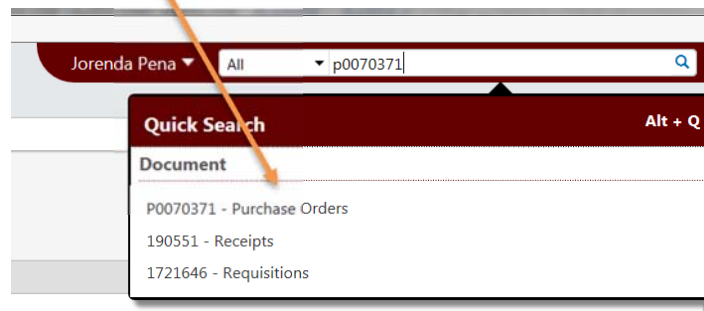 Jorenda Pena All p0070371
Quick Search Alt + Q
Document
P0070371 - Purchase Orders
190551 - Receipts
1721646 - Requisitions